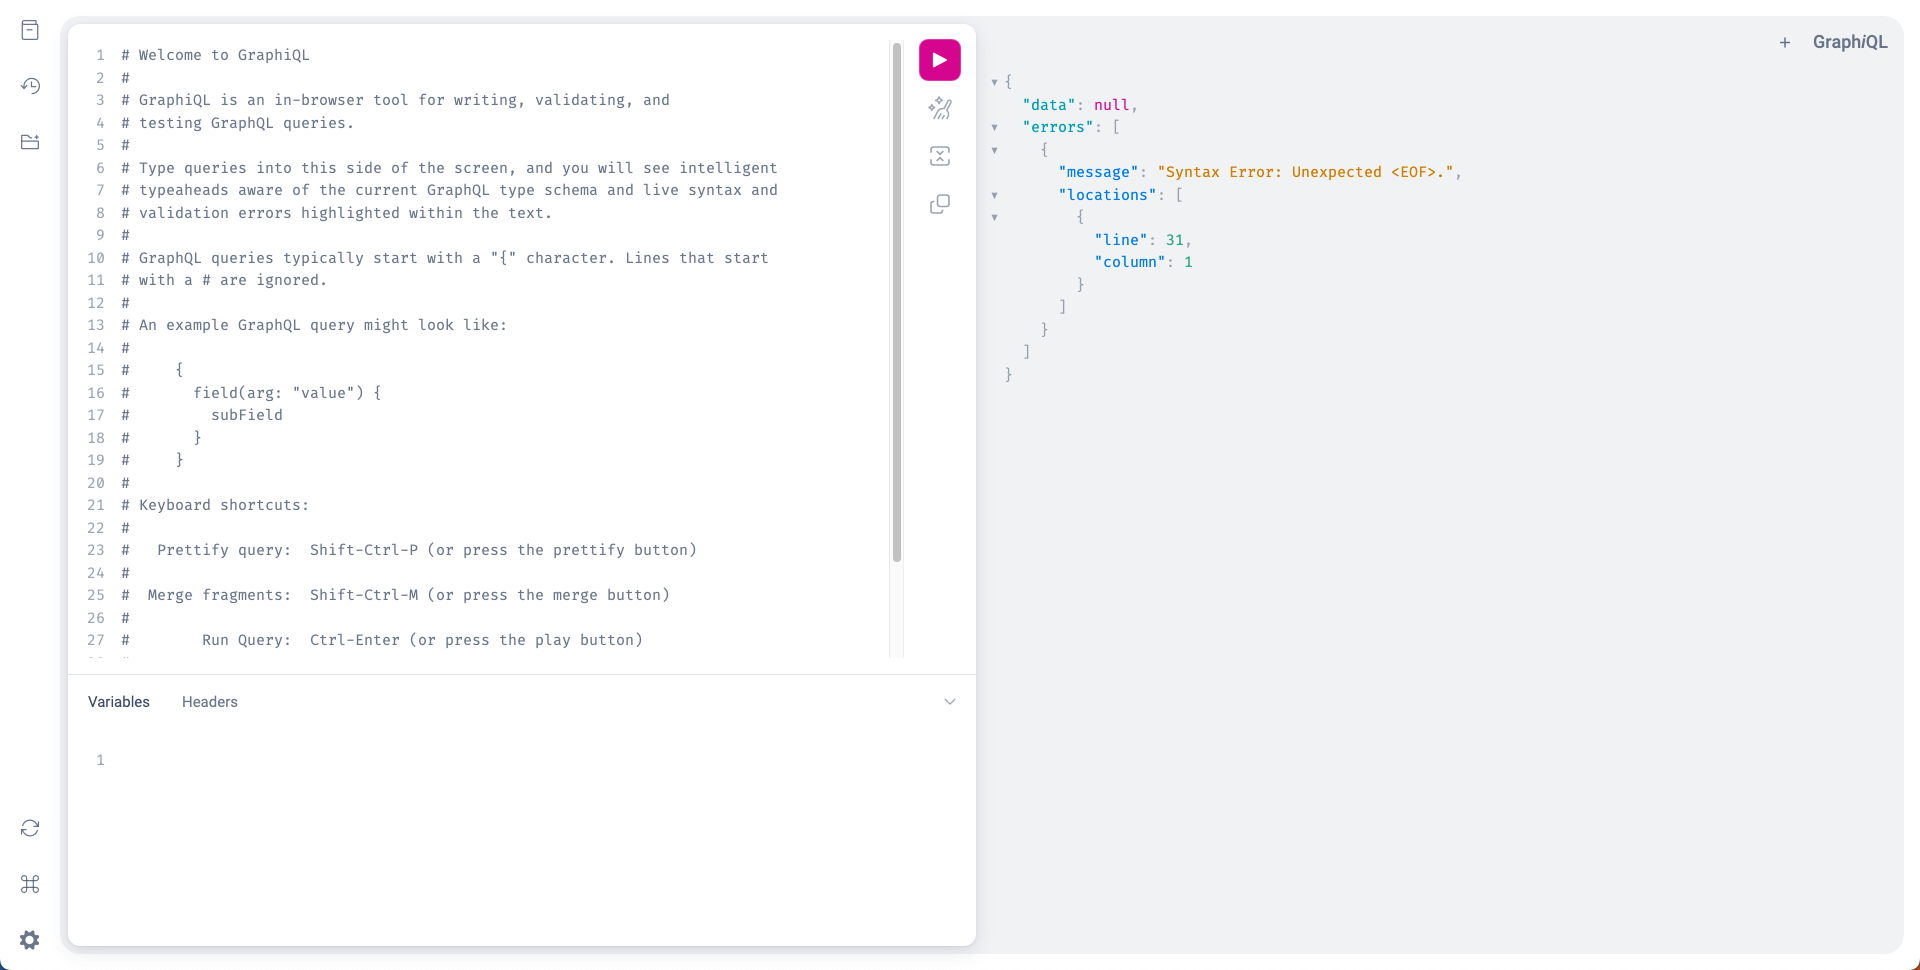 1 # Welcome to GraphiQL
2 #
3 # GraphiQL is an in-browser tool for writing, validating, and
4 # testing GraphQL queries.
5 #
6 # Type queries into this side of the screen, and you will see intelligent
7 # typeaheads aware of the current GraphQL type schema and live syntax and
8 # validation errors highlighted within the text.
9 #
10 # GraphQL queries typically start with a "{" character. Lines that start
11 # with a # are ignored.
12 #
13 # An example GraphQL query might look like:
14 #
15 #     {
16 #       field(arg: "value") {
17 #         subField
18 #       }
19 #     }
20 #
21 # Keyboard shortcuts:
22 #
23 #   Prettify query:  Shift-Ctrl-P (or press the prettify button)
24 #
25 #  Merge fragments:  Shift-Ctrl-M (or press the merge button)
26 #
27 #        Run Query:  Ctrl-Enter (or press the play button)
Variables Headers
1
+ GraphiQL
{
  "data": null,
  "errors": [
    {
      "message": "Syntax Error: Unexpected <EOF>.",
      "locations": [
        {
          "line": 31,
          "column": 1
        }
      ]
    }
  ]
}